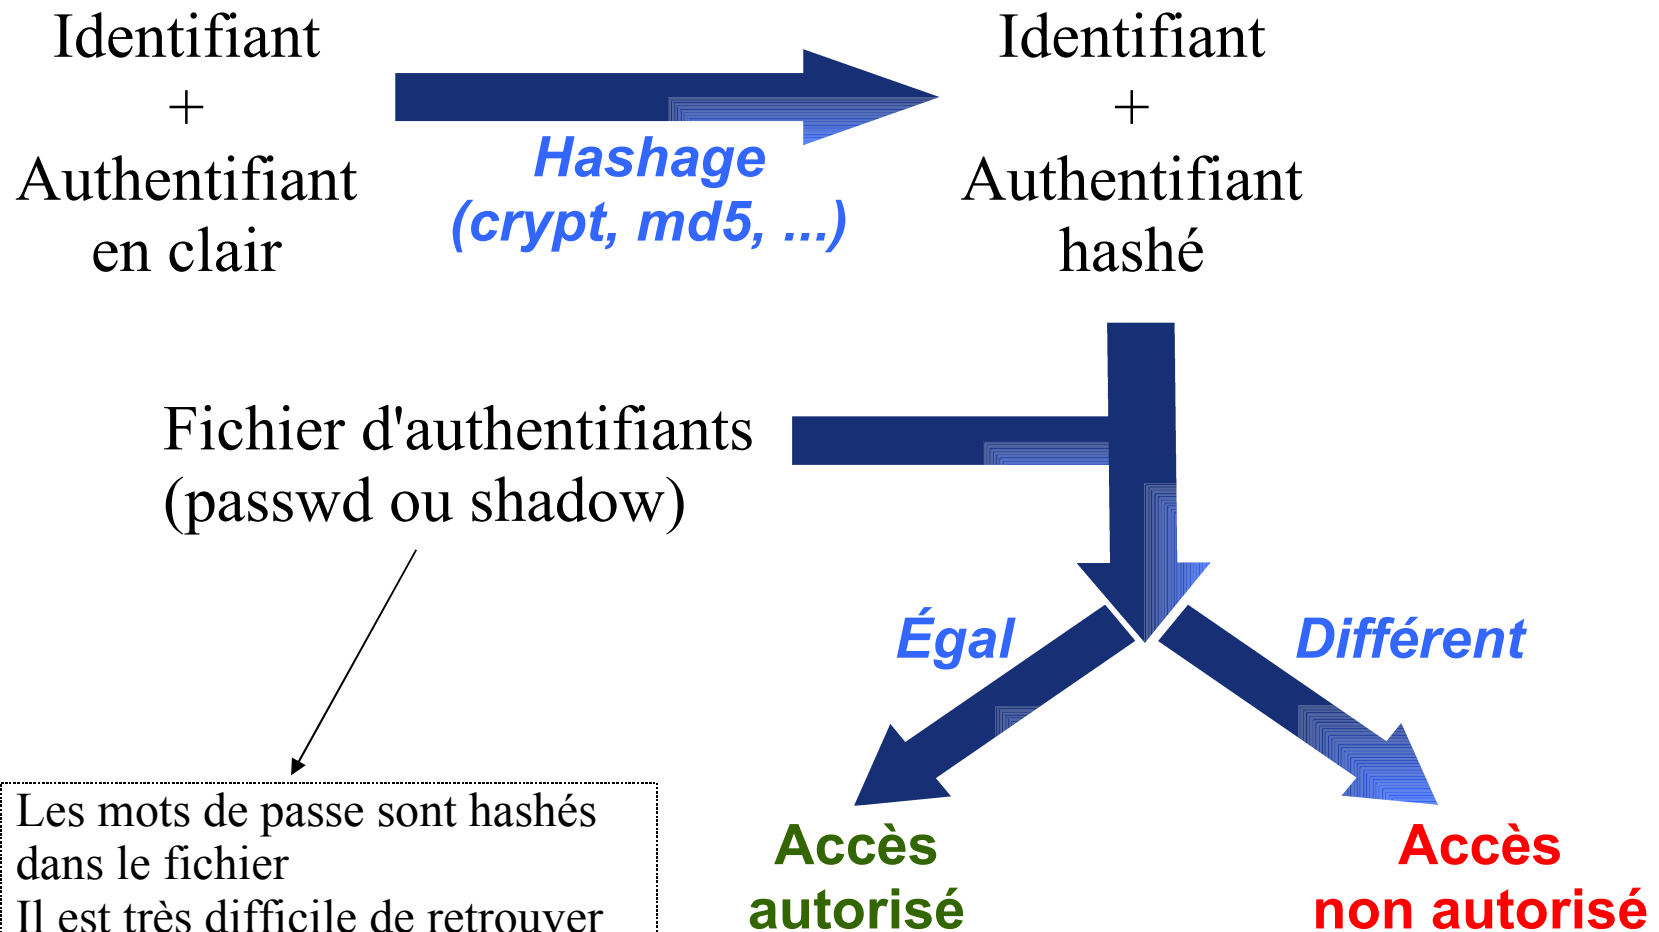 Identifiant
+
Authentifiant
en clair
Hashage
(crypt, md5, ...)
Identifiant
+
Authentifiant
hashé
Fichier d'authentifiants
(passwd ou shadow)
Égal
Différent
Les mots de passe sont hashés
dans le fichier
Il est très difficile de retrouver
Accès
autorisé
Accès
non autorisé